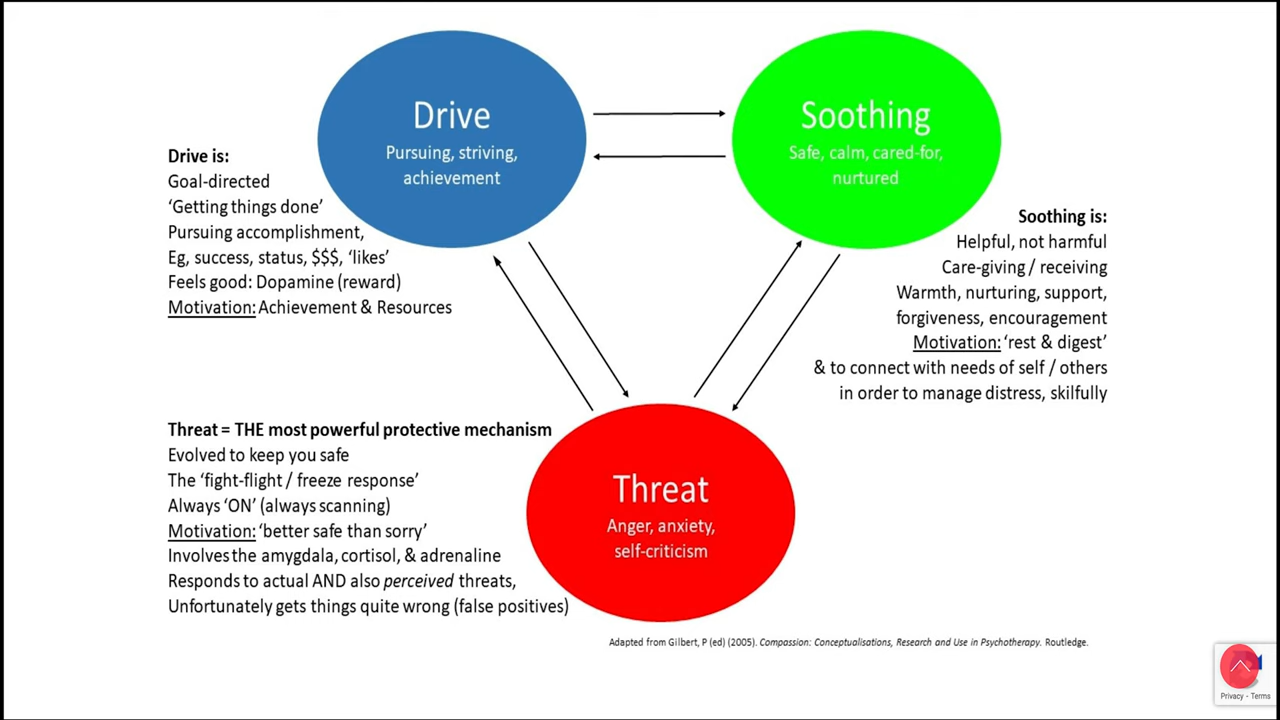 Drive
Pursuing, striving,
achievement
Soothing
Safe, calm, cared-for,
nurtured
Drive is:
Goal-directed
‘Getting things done’
Pursuing accomplishment,
Eg, success, status, $$$, ‘likes’
Feels good: Dopamine (reward)
Motivation: Achievement & Resources
Soothing is:
Helpful, not harmful
Care-giving / receiving
Warmth, nurturing, support,
forgiveness, encouragement
Motivation: ‘rest & digest’
& to connect with needs of self / others
in order to manage distress, skilfully
Threat = THE most powerful protective mechanism
Evolved to keep you safe
The ‘fight-flight / freeze response’
Always ‘ON’ (always scanning)
Motivation: ‘better safe than sorry’
Involves the amygdala, cortisol, & adrenaline
Responds to actual AND also perceived threats,
Unfortunately gets things quite wrong (false positives)
Threat
Anger, anxiety,
self-criticism
Adapted from Gilbert, P (ed) (2005). Compassion: Conceptualisations, Research and Use in Psychotherapy. Routledge.
Privacy - Terms